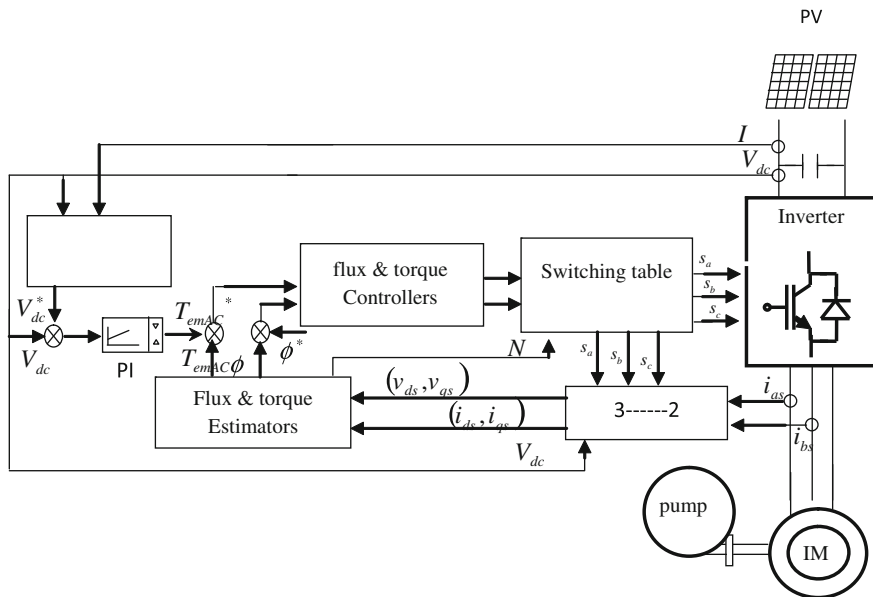 PV
I
V_dc
Inverter
flux & torque
Controllers
Switching table
s_a
s_b
s_c
V_dc^*
T_emAC^*
V_dc
PI
T_emAC
ϕ
ϕ^*
N
s_a
s_b
s_c
Flux & torque
Estimators
(v_ds, v_qs)
(i_ds, i_qs)
3------2
i_as
i_bs
V_dc
pump
IM